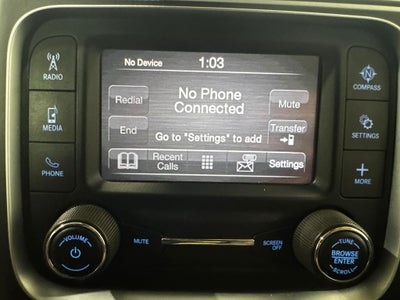 No Device 1:03
RADIO
MEDIA
PHONE
Redial
End
No Phone
Connected
Go to "Settings" to add
Mute
Transfer
Recent
Calls
Settings
COMPASS
SETTINGS
+
MORE
VOLUME
MUTE
SCREEN
OFF
TUNE
BROWSE
ENTER
SCROLL